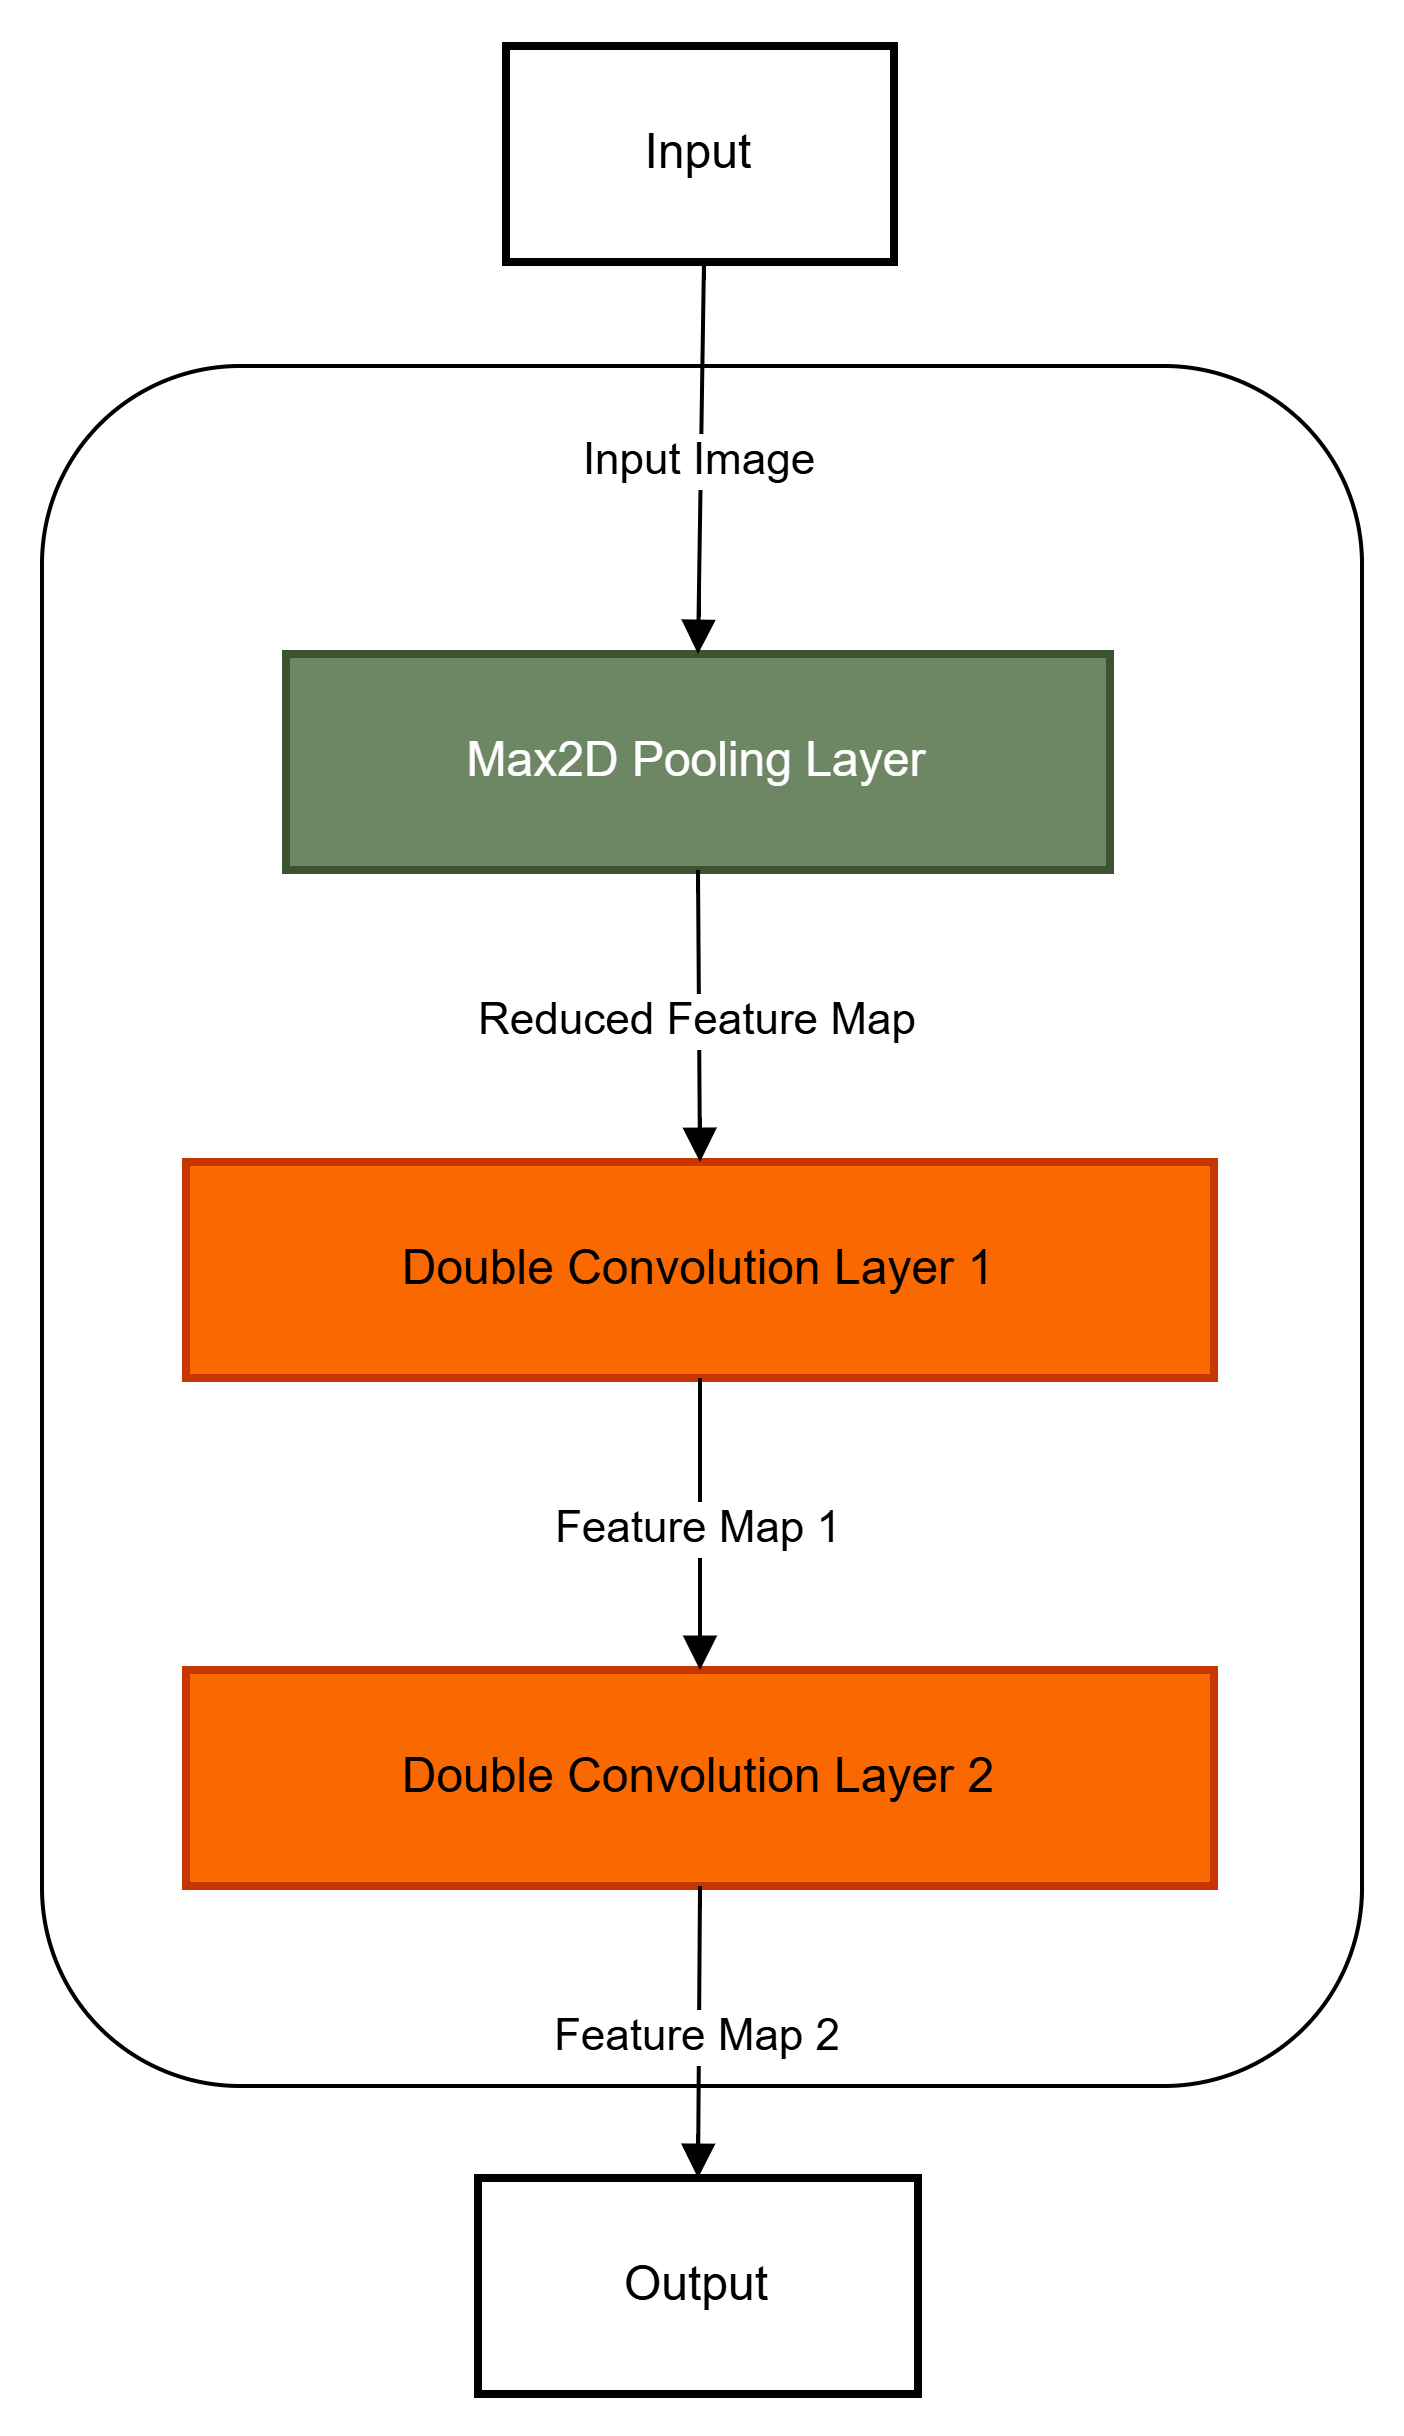 Input
Input Image
Max2D Pooling Layer
Reduced Feature Map
Double Convolution Layer 1
Feature Map 1
Double Convolution Layer 2
Feature Map 2
Output